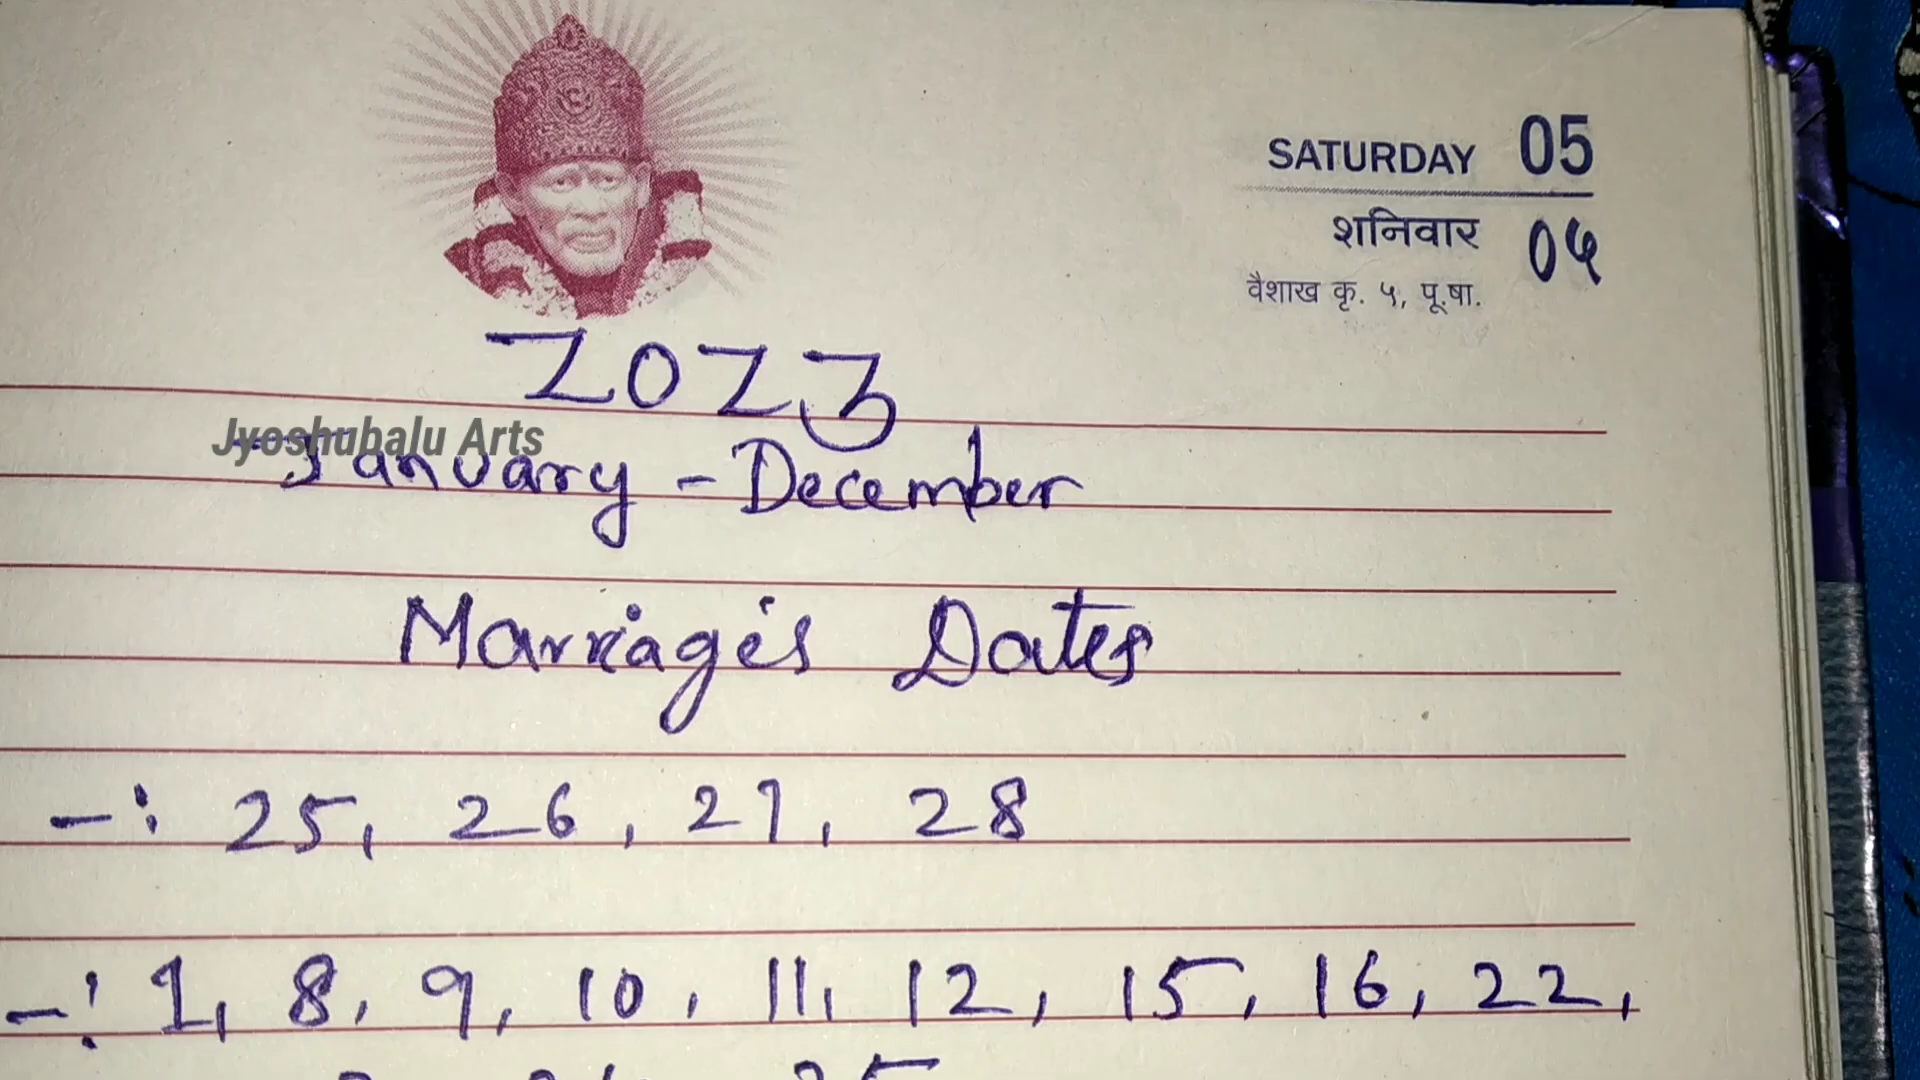 SATURDAY 05
शनिवार ०५
वैशाख कृ. ५, पू.षा.
2023
Jyoshubalu Arts
January - December
Marriages Dates
-: 25, 26, 27, 28
-: 1, 8, 9, 10, 11, 12, 15, 16, 22,